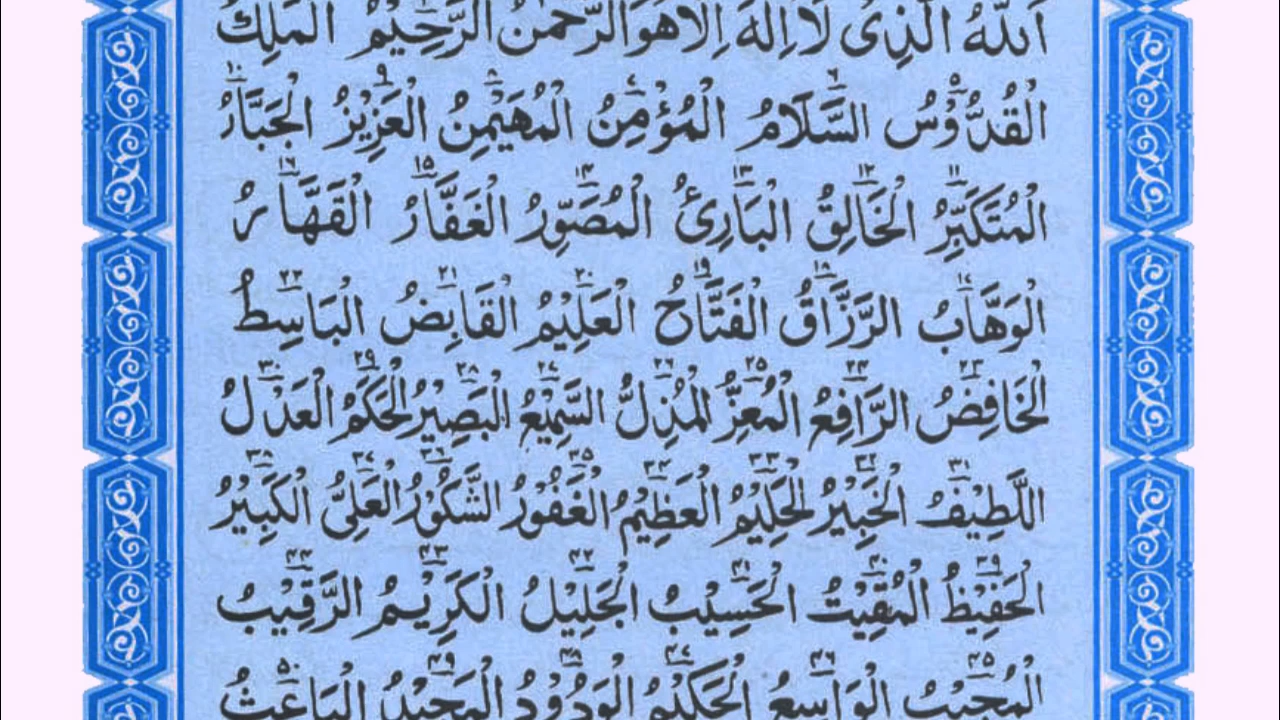 اَللّٰهُ الَّذِىْ لَا اِلٰهَ اِلَّا هُوَ الرَّحْمٰنُ الرَّحِيْمُ الْمَلِكُ
الْقُدُّوْسُ السَّلَامُ الْمُؤْمِنُ الْمُهَيْمِنُ الْعَزِيْزُ الْجَبَّارُ
الْمُتَكَبِّرُ الْخَالِقُ الْبَارِئُ الْمُصَوِّرُ الْغَفَّارُ الْقَهَّارُ
الْوَهَّابُ الرَّزَّاقُ الْفَتَّاحُ الْعَلِيْمُ الْقَابِضُ الْبَاسِطُ
الْخَافِضُ الرَّافِعُ الْمُعِزُّ الْمُذِلُّ السَّمِيْعُ الْبَصِيْرُ الْحَكَمُ الْعَدْلُ
اللَّطِيْفُ الْخَبِيْرُ الْحَلِيْمُ الْعَظِيْمُ الْغَفُوْرُ الشَّكُوْرُ الْعَلِىُّ الْكَبِيْرُ
الْحَفِيْظُ الْمُقِيْتُ الْحَسِيْبُ الْجَلِيْلُ الْكَرِيْمُ الرَّقِيْبُ
الْمُجِيْبُ الْوَاسِعُ الْحَكِيْمُ الْوَدُوْدُ الْمَجِيْدُ الْبَاعِثُ